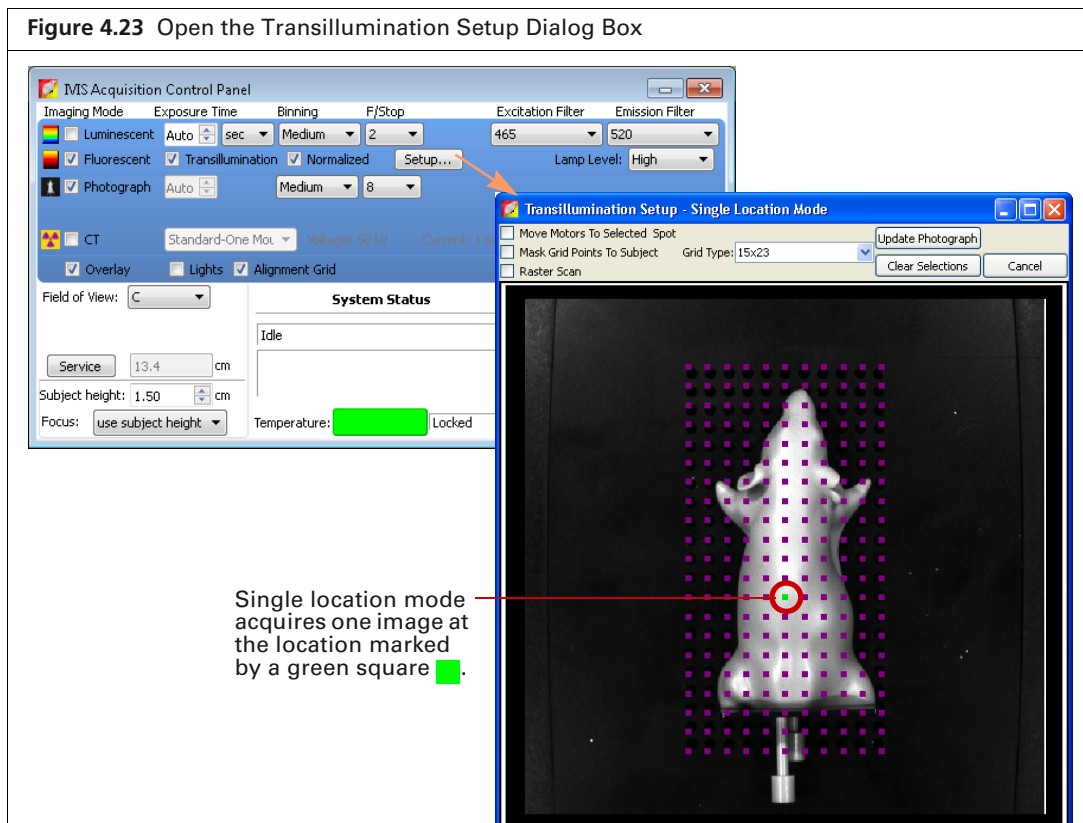 Figure 4.23 Open the Transillumination Setup Dialog Box
IVIS Acquisition Control Panel
Imaging Mode Exposure Time Binning F/Stop Excitation Filter Emission Filter
Luminescent Auto sec Medium 2 465 520
Fluorescent Transillumination Normalized Setup... Lamp Level: High
Photograph Auto Medium 8
CT Standard-One Mou Voltage: 50 kV Current: 1 m
Overlay Lights Alignment Grid
Field of View: C System Status
Idle
Service 13.4 cm
Subject height: 1.50 cm
Focus: use subject height Temperature: Locked
Transillumination Setup - Single Location Mode
Move Motors To Selected Spot
Update Photograph
Mask Grid Points To Subject Grid Type: 15x23
Clear Selections Cancel
Raster Scan
Single location mode
acquires one image at
the location marked
by a green square .